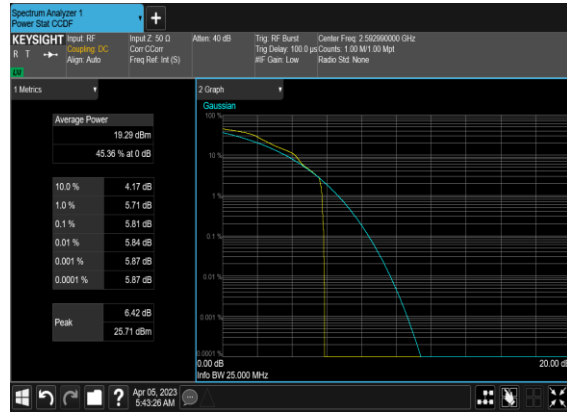 Spectrum Analyzer 1
Power Stat CCDF
KEYSIGHT
R T
Input: RF
Coupling: DC
Align: Auto
Input Z: 50 Ω
Corr CCorr
Freq Ref: Int (S)
Atten: 40 dB
Trig: RF Burst
Trig Delay: 100.0 µs
#IF Gain: Low
Center Freq: 2.592990000 GHz
Counts: 1.00 M/1.00 Mpt
Radio Std: None
1 Metrics
2 Graph
Average Power
19.29 dBm
45.36 % at 0 dB
10.0 % 4.17 dB
1.0 % 5.71 dB
0.1 % 5.81 dB
0.01 % 5.84 dB
0.001 % 5.87 dB
0.0001 % 5.87 dB
Peak
6.42 dB
25.71 dBm
Gaussian
100 %
10 %
1 %
0.1 %
0.01 %
0.001 %
0.0001 %
0.00 dB
20.00 dB
Info BW 25.000 MHz
Apr 05, 2023
5:43:26 AM